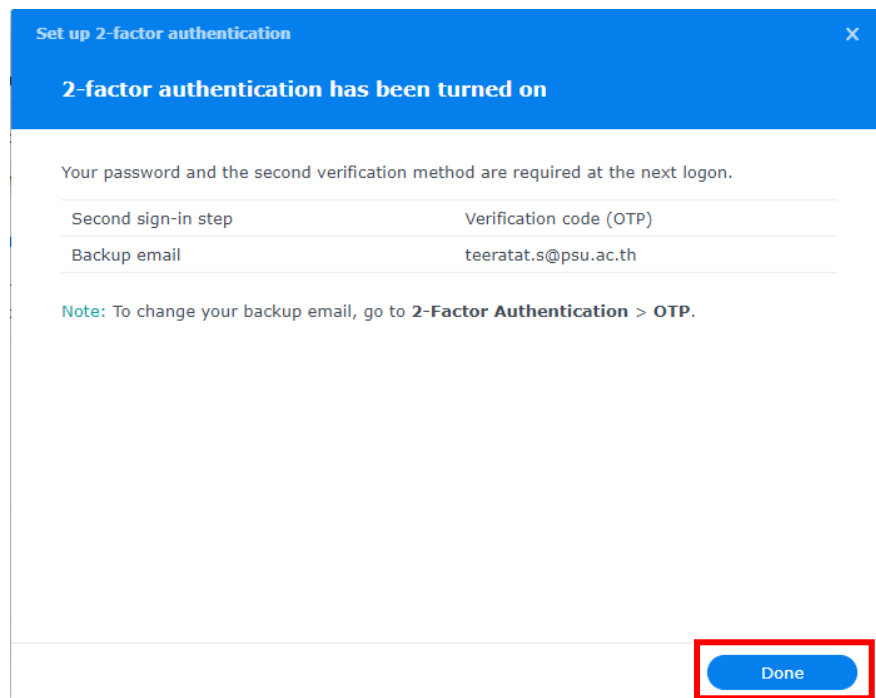 Set up 2-factor authentication
2-factor authentication has been turned on
Your password and the second verification method are required at the next logon.
Second sign-in step Verification code (OTP)
Backup email teeratat.s@psu.ac.th
Note: To change your backup email, go to 2-Factor Authentication > OTP.
Done